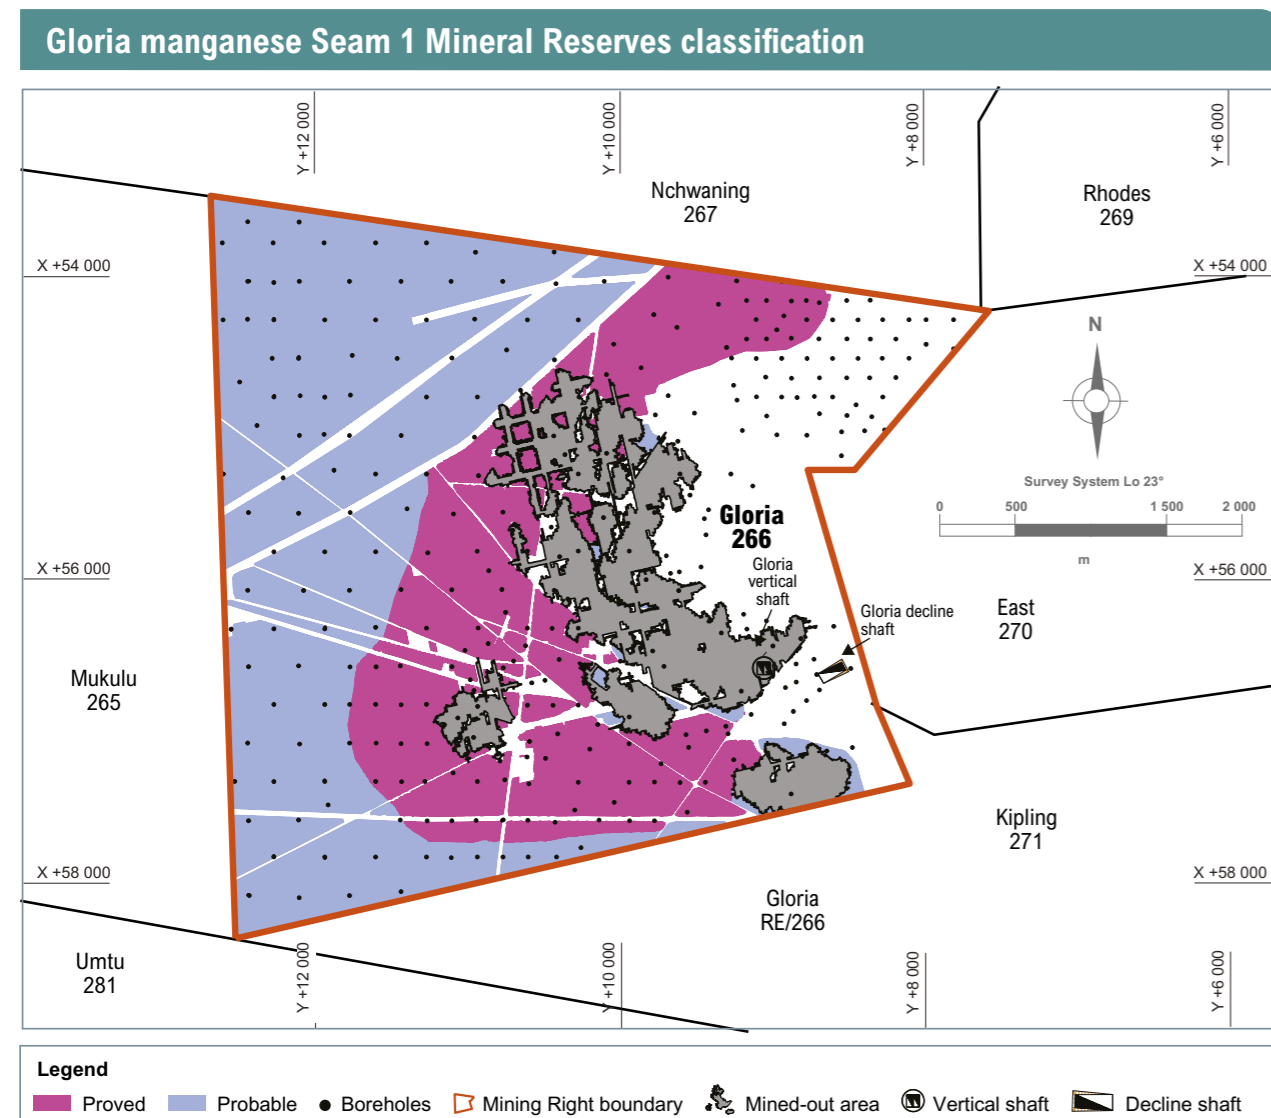 Gloria manganese Seam 1 Mineral Reserves classification
Y +12 000
Y +10 000
Y +8 000
Y +6 000
Nchwaning
267
Rhodes
269
X +54 000
X +54 000
N
Survey System Lo 23°
0 500 1500 2 000
m
Gloria
266
Gloria
vertical
shaft
X +56 000
X +56 000
Gloria decline
shaft
East
270
Mukulu
265
Kipling
271
X +58 000
X +58 000
Gloria
RE/266
Umtu
281
Y +12 000
Y +10 000
Y +8 000
Y +6 000
Legend
Proved Probable Boreholes Mining Right boundary Mined-out area Vertical shaft Decline shaft